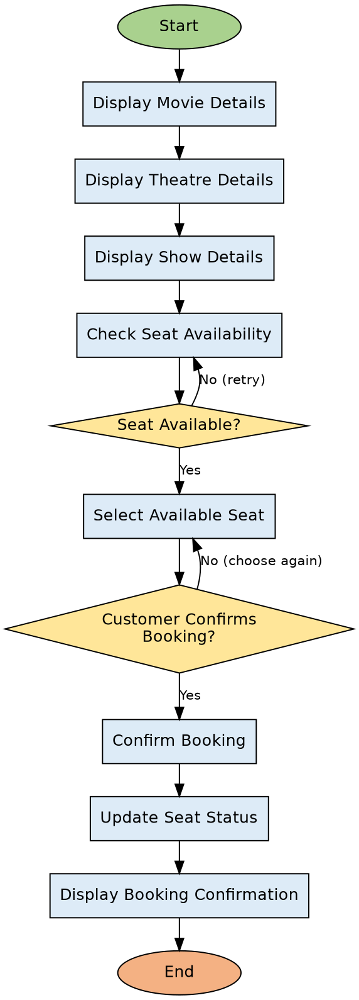 Start
Display Movie Details
Display Theatre Details
Display Show Details
Check Seat Availability
No (retry)
Seat Available?
Yes
Select Available Seat
No (choose again)
Customer Confirms
Booking?
Yes
Confirm Booking
Update Seat Status
Display Booking Confirmation
End